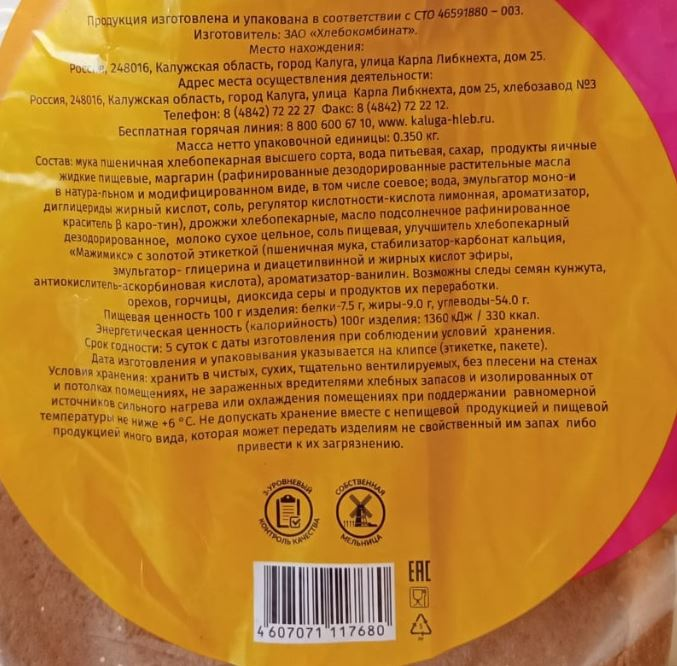 Продукция изготовлена и упакована в соответствии с СТО 46591880 – 003.
Изготовитель: ЗАО «Хлебокомбинат».
Место нахождения:
Россия, 248016, Калужская область, город Калуга, улица Карла Либкнехта, дом 25.
Адрес места осуществления деятельности:
Россия, 248016, Калужская область, город Калуга, улица Карла Либкнехта, дом 25, хлебозавод №3
Телефон: 8 (4842) 72 22 27 Факс: 8 (4842) 72 22 12.
Бесплатная горячая линия: 8 800 600 67 10, www. kaluga-hleb.ru.
Масса нетто упаковочной единицы: 0.350 кг.
Состав: мука пшеничная хлебопекарная высшего сорта, вода питьевая, сахар, продукты яичные
жидкие пищевые, маргарин (рафинированные дезодорированные растительные масла
в натура-льном и модифицированном виде, в том числе соевое; вода, эмульгатор моно-и
диглицериды жирный кислот, соль, регулятор кислотности-кислота лимонная, ароматизатор,
краситель β каро-тин), дрожжи хлебопекарные, масло подсолнечное рафинированное
дезодорированное, молоко сухое цельное, соль пищевая, улучшитель хлебопекарный
«Мажимикс» с золотой этикеткой (пшеничная мука, стабилизатор-карбонат кальция,
эмульгатор- глицерина и диацетилвинной и жирных кислот эфиры,
антиокислитель-аскорбиновая кислота), ароматизатор-ванилин. Возможны следы семян кунжута,
орехов, горчицы, диоксида серы и продуктов их переработки.
Пищевая ценность 100 г изделия: белки-7.5 г, жиры-9.0 г, углеводы-54.0 г.
Энергетическая ценность (калорийность) 100г изделия: 1360 кДж / 330 ккал.
Срок годности: 5 суток с даты изготовления при соблюдении условий хранения.
Дата изготовления и упаковывания указывается на клипсе (этикетке, пакете).
Условия хранения: хранить в чистых, сухих, тщательно вентилируемых, без плесени на стенах
и потолках помещениях, не зараженных вредителями хлебных запасов и изолированных от
источников сильного нагрева или охлаждения помещениях при поддержании равномерной
температуры не ниже +6 °С. Не допускать хранение вместе с непищевой продукцией и пищевой
продукцией иного вида, которая может передать изделиям не свойственный им запах либо
привести к их загрязнению.
3-УРОВНЕВЫЙ
КОНТРОЛЬ КАЧЕСТВА
СОБСТВЕННАЯ
МЕЛЬНИЦА
EAC
5
4 607071 117680